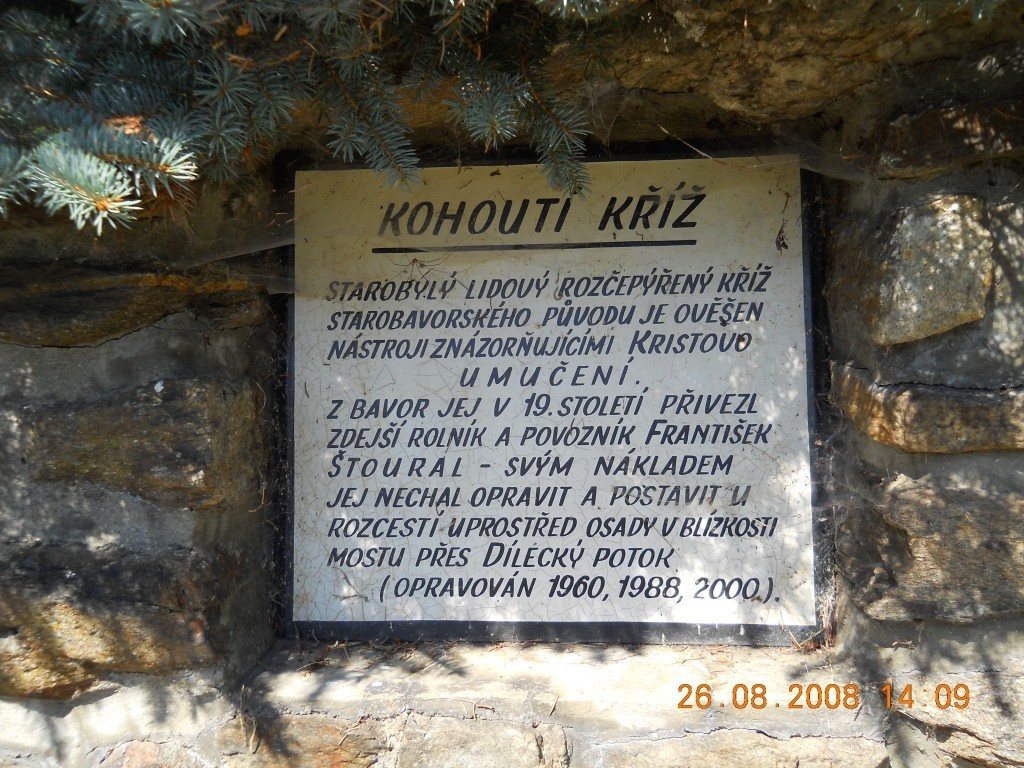 KOHOUTÍ KŘÍŽ
STAROBYLÝ LIDOVÝ ROZČEPÝŘENÝ KŘÍŽ
STAROBAVORSKÉHO PŮVODU JE OVĚŠEN
NÁSTROJI ZNÁZORŇUJÍCÍMI KRISTOVO
UMUČENÍ.
Z BAVOR JEJ V 19. STOLETÍ PŘIVEZL
ZDEJŠÍ ROLNÍK A POVOZNÍK FRANTIŠEK
ŠTOURAL - SVÝM NÁKLADEM
JEJ NECHAL OPRAVIT A POSTAVIT U
ROZCESTÍ UPROSTŘED OSADY V BLÍZKOSTI
MOSTU PŘES DÍLECKÝ POTOK
(OPRAVOVÁN 1960, 1988, 2000.).
26.08.2008 14:09